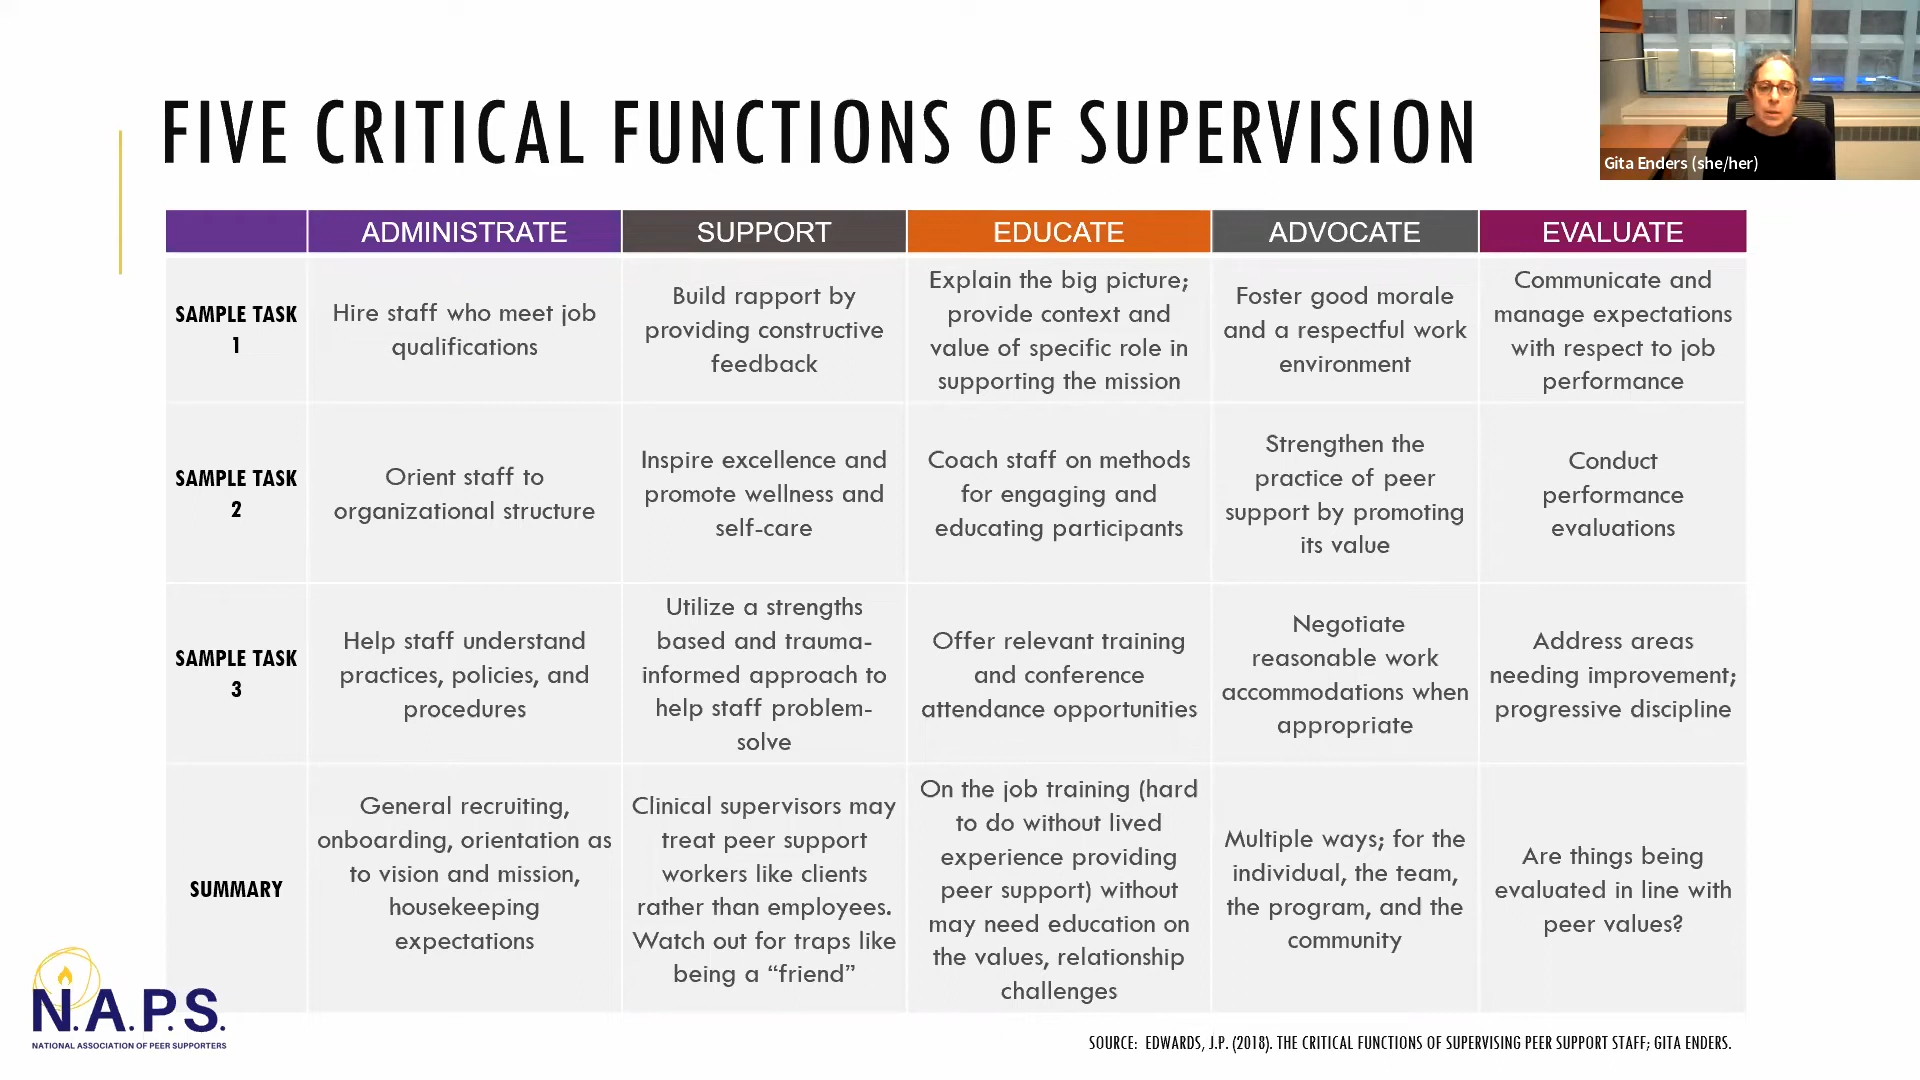 FIVE CRITICAL FUNCTIONS OF SUPERVISION
Gita Enders (she/her)
ADMINISTRATE
SUPPORT
EDUCATE
ADVOCATE
EVALUATE
SAMPLE TASK
1
Hire staff who meet job
qualifications
Build rapport by
providing constructive
feedback
Explain the big picture;
provide context and
value of specific role in
supporting the mission
Foster good morale
and a respectful work
environment
Communicate and
manage expectations
with respect to job
performance
SAMPLE TASK
2
Orient staff to
organizational structure
Inspire excellence and
promote wellness and
self-care
Coach staff on methods
for engaging and
educating participants
Strengthen the
practice of peer
support by promoting
its value
Conduct
performance
evaluations
SAMPLE TASK
3
Help staff understand
practices, policies, and
procedures
Utilize a strengths
based and trauma-
informed approach to
help staff problem-
solve
Offer relevant training
and conference
attendance opportunities
Negotiate
reasonable work
accommodations when
appropriate
Address areas
needing improvement;
progressive discipline
SUMMARY
General recruiting,
onboarding, orientation as
to vision and mission,
housekeeping
expectations
Clinical supervisors may
treat peer support
workers like clients
rather than employees.
Watch out for traps like
being a “friend”
On the job training (hard
to do without lived
experience providing
peer support) without
may need education on
the values, relationship
challenges
Multiple ways; for the
individual, the team,
the program, and the
community
Are things being
evaluated in line with
peer values?
N.A.P.S.
NATIONAL ASSOCIATION OF PEER SUPPORTERS
SOURCE: EDWARDS, J.P. (2018). THE CRITICAL FUNCTIONS OF SUPERVISING PEER SUPPORT STAFF; GITA ENDERS.